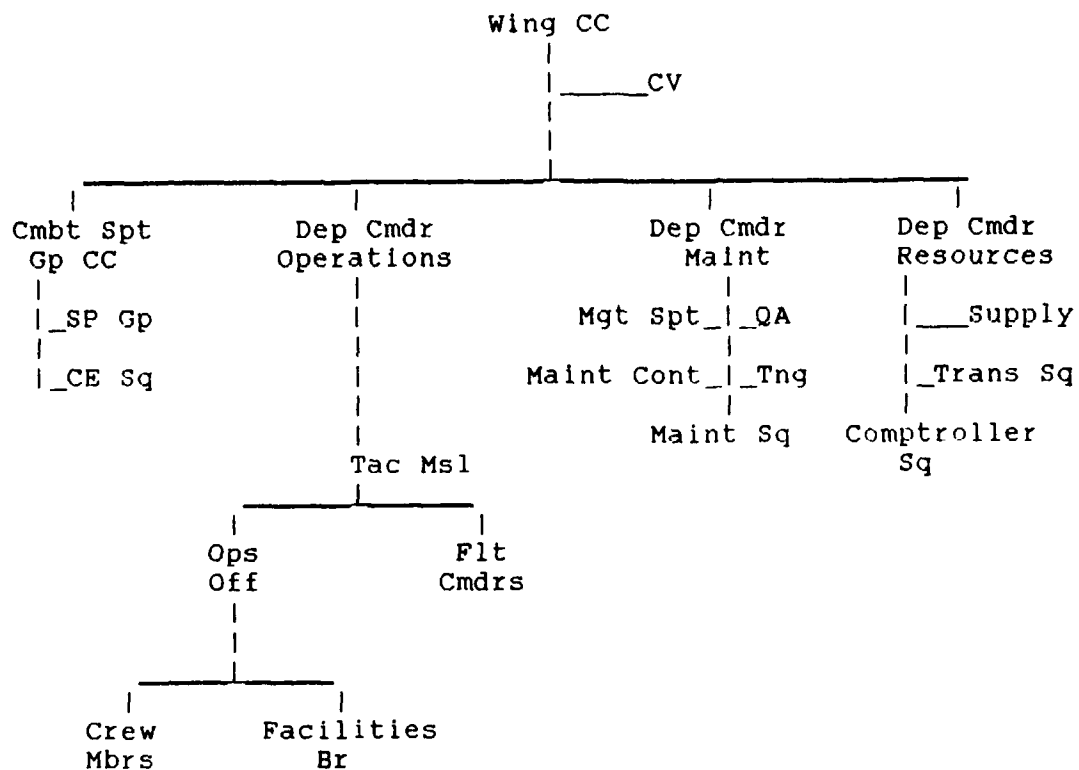 Wing CC
CV
Cmbt Spt
Gp CC
Dep Cmdr
Operations
Dep Cmdr
Maint
Dep Cmdr
Resources
SP Gp
CE Sq
Mgt Spt
QA
Maint Cont
Tng
Maint Sq
Supply
Trans Sq
Comptroller
Sq
Tac Msl
Ops
Off
Flt
Cmdrs
Crew
Mbrs
Facilities
Br